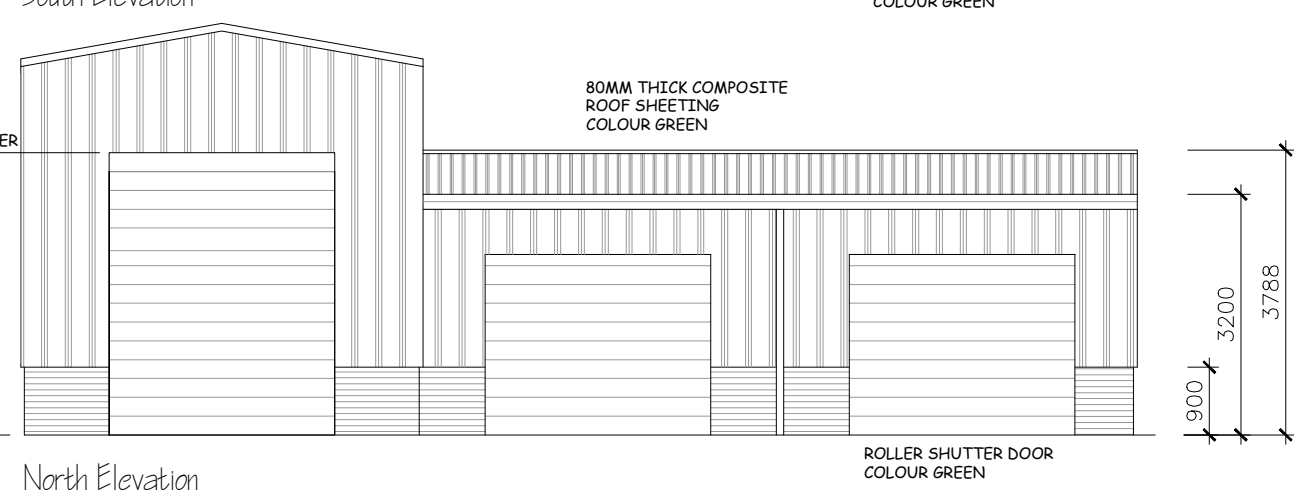 South Elevation
COLOUR GREEN
80MM THICK COMPOSITE
ROOF SHEETING
COLOUR GREEN
ER
3788
3200
900
ROLLER SHUTTER DOOR
COLOUR GREEN
North Elevation